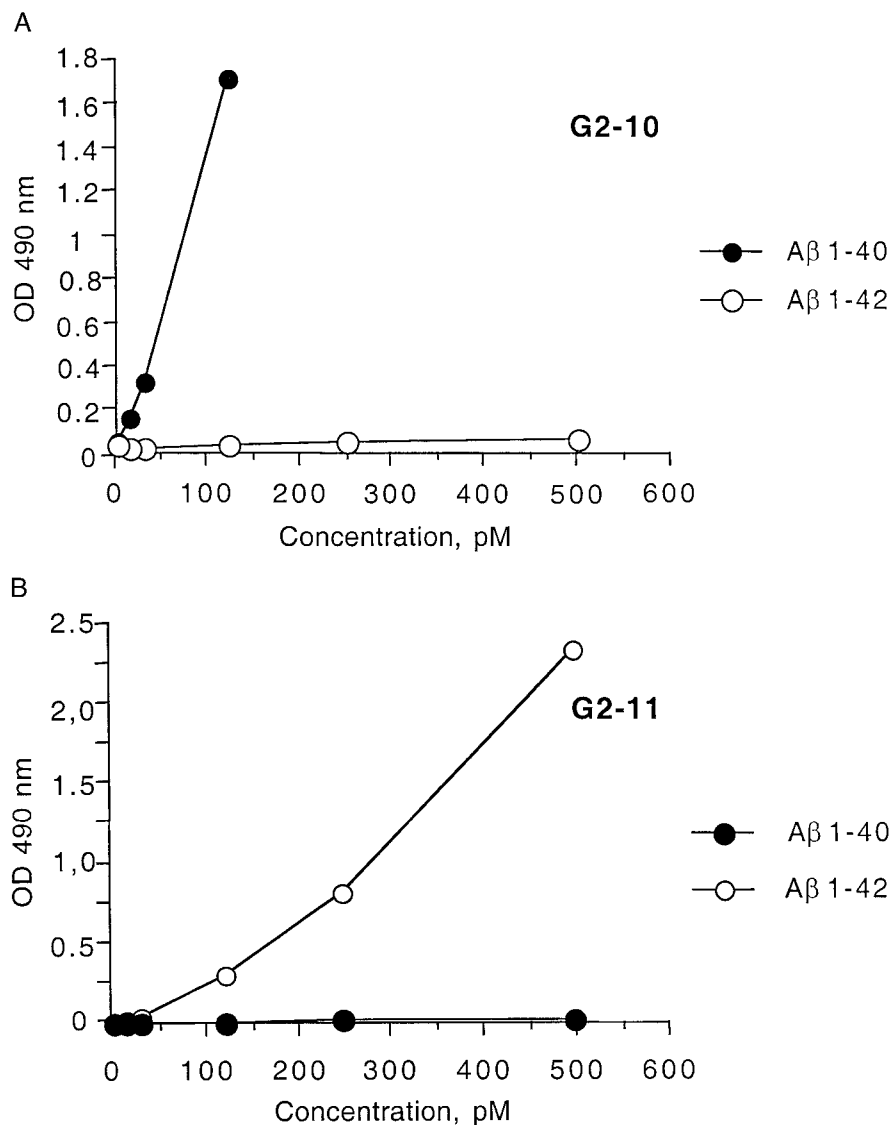 A
1.8
1.6
1.4
1.2
1
0.8
0.6
0.4
0.2
0
OD 490 nm
G2-10
Aβ 1-40
Aβ 1-42
0 100 200 300 400 500 600
Concentration, pM
B
2.5
2,0
1.5
1,0
0.5
0
OD 490 nm
G2-11
Aβ 1-40
Aβ 1-42
0 100 200 300 400 500 600
Concentration, pM